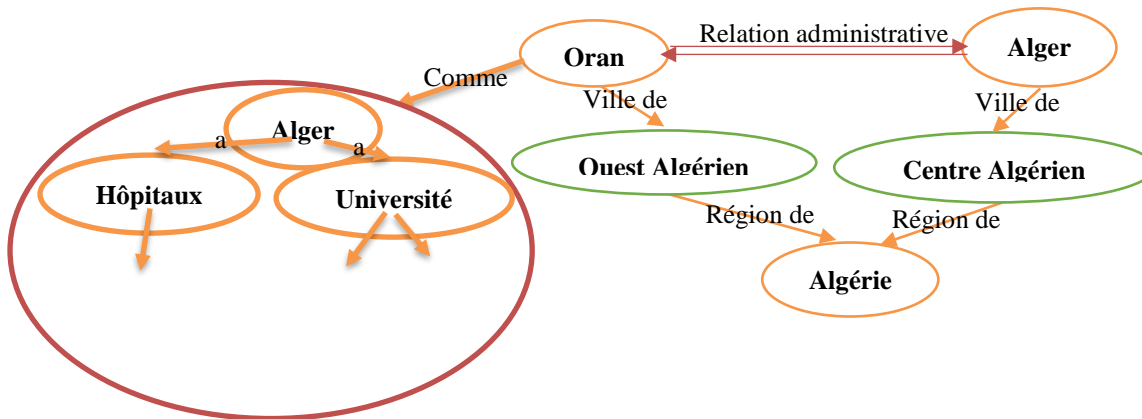 Relation administrative
Oran
Alger
Comme
Ville de
Ville de
Alger
a
a
Ouest Algérien
Centre Algérien
Hôpitaux
Université
Région de
Région de
Algérie